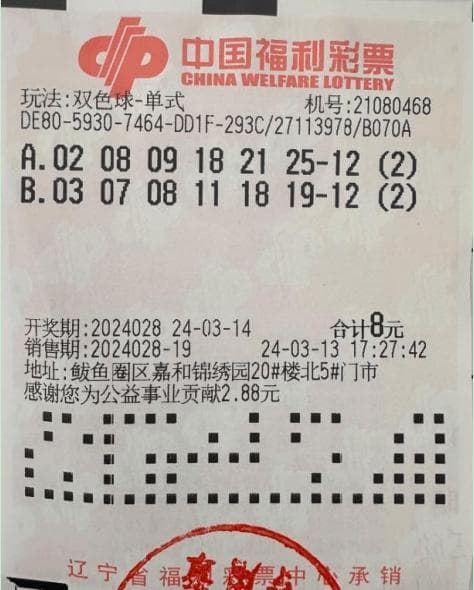 中国福利彩票
CHINA WELFARE LOTTERY
玩法:双色球-单式 机号:21080468
DE80-5930-7464-DD1F-293C/27113978/B070A
A.02 08 09 18 21 25-12 (2)
B.03 07 08 11 18 19-12 (2)
开奖期:2024028 24-03-14 合计8元
销售期:2024028-19 24-03-13 17:27:42
地址:鲅鱼圈区嘉和锦绣园20#楼北5#门市
感谢您为公益事业贡献2.88元
辽宁省福利彩票中心承销